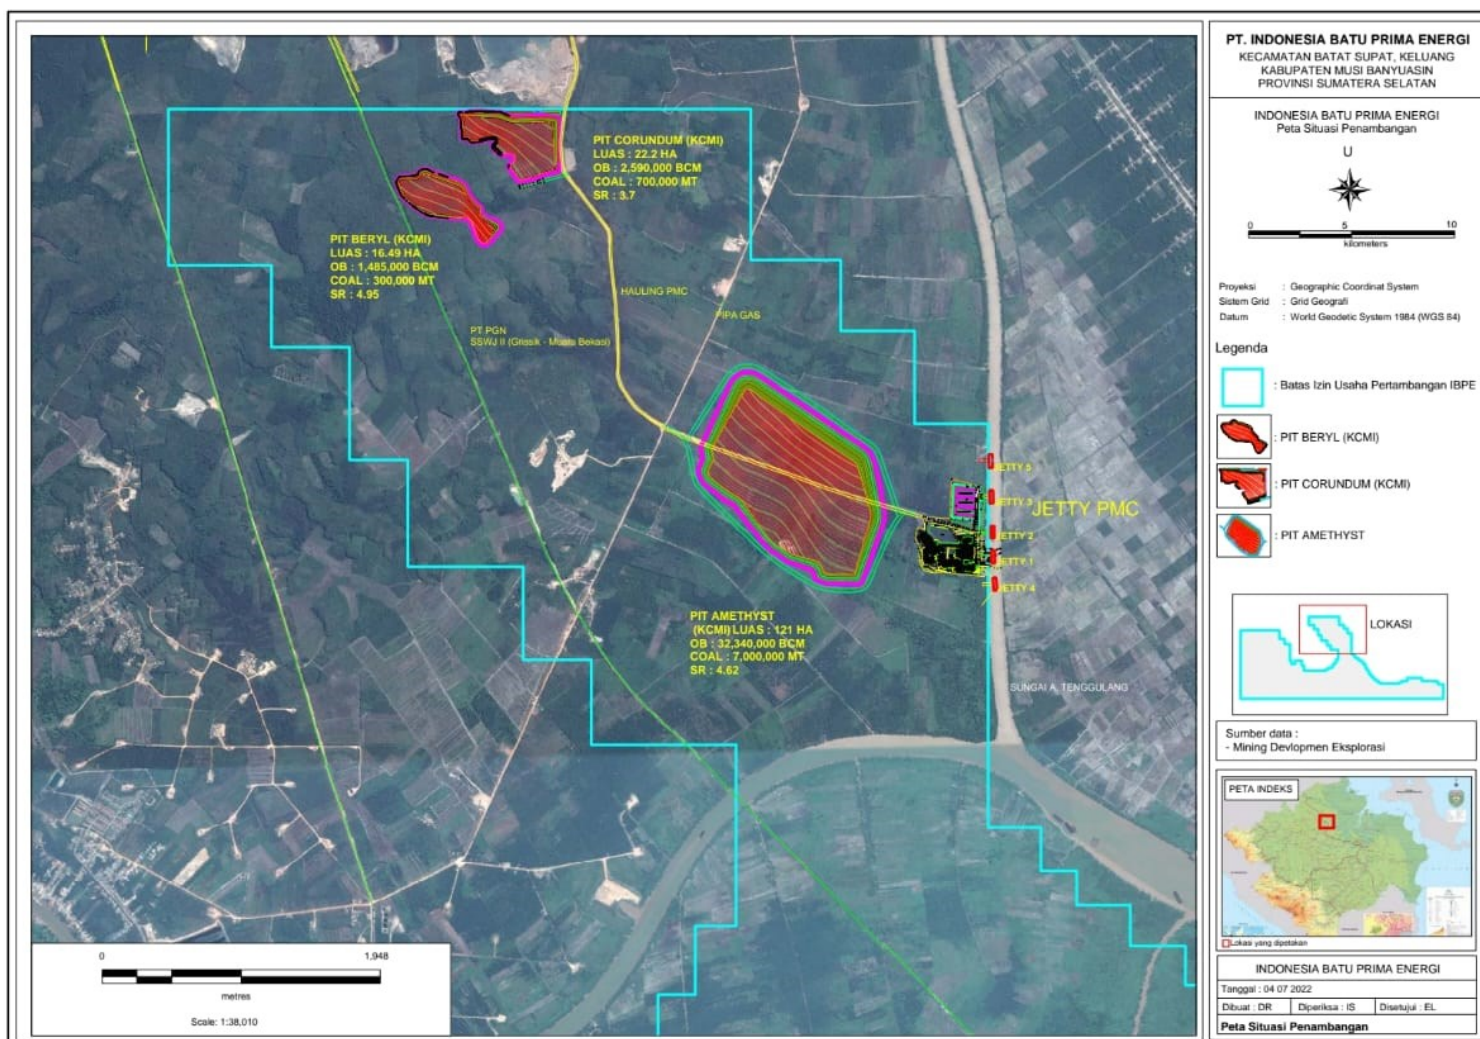 PIT CORUNDUM (KCMI)
LUAS : 22.2 HA
OB : 2,590,000 BCM
COAL : 700,000 MT
SR : 3.7
PIT BERYL (KCMI)
LUAS : 16.49 HA
OB : 1,485,000 BCM
COAL : 300,000 MT
SR : 4.95
HAULING PMC
PIPA GAS
PT PGN
SSWJ II (Grissik - Muara Bekasi)
JETTY 5
JETTY 3
JETTY PMC
JETTY 2
JETTY 1
JETTY 4
PIT AMETHYST
(KCMI) LUAS : 121 HA
OB : 32,340,000 BCM
COAL : 7,000,000 MT
SR : 4.62
SUNGAI A. TENGGULANG
0 1,948
metres
Scale: 1:38,010
PT. INDONESIA BATU PRIMA ENERGI
KECAMATAN BATAT SUPAT, KELUANG
KABUPATEN MUSI BANYUASIN
PROVINSI SUMATERA SELATAN
INDONESIA BATU PRIMA ENERGI
Peta Situasi Penambangan
U
0 5 10
kilometers
Proyeksi : Geographic Coordinat System
Sistem Grid : Grid Geografi
Datum : World Geodetic System 1984 (WGS 84)
Legenda
: Batas Izin Usaha Pertambangan IBPE
: PIT BERYL (KCMI)
: PIT CORUNDUM (KCMI)
: PIT AMETHYST
LOKASI
Sumber data :
- Mining Devlopmen Eksplorasi
PETA INDEKS
Lokasi yang dipetakan
INDONESIA BATU PRIMA ENERGI
Tanggal : 04 07 2022
Dibuat : DR Diperiksa : IS Disetujui : EL
Peta Situasi Penambangan